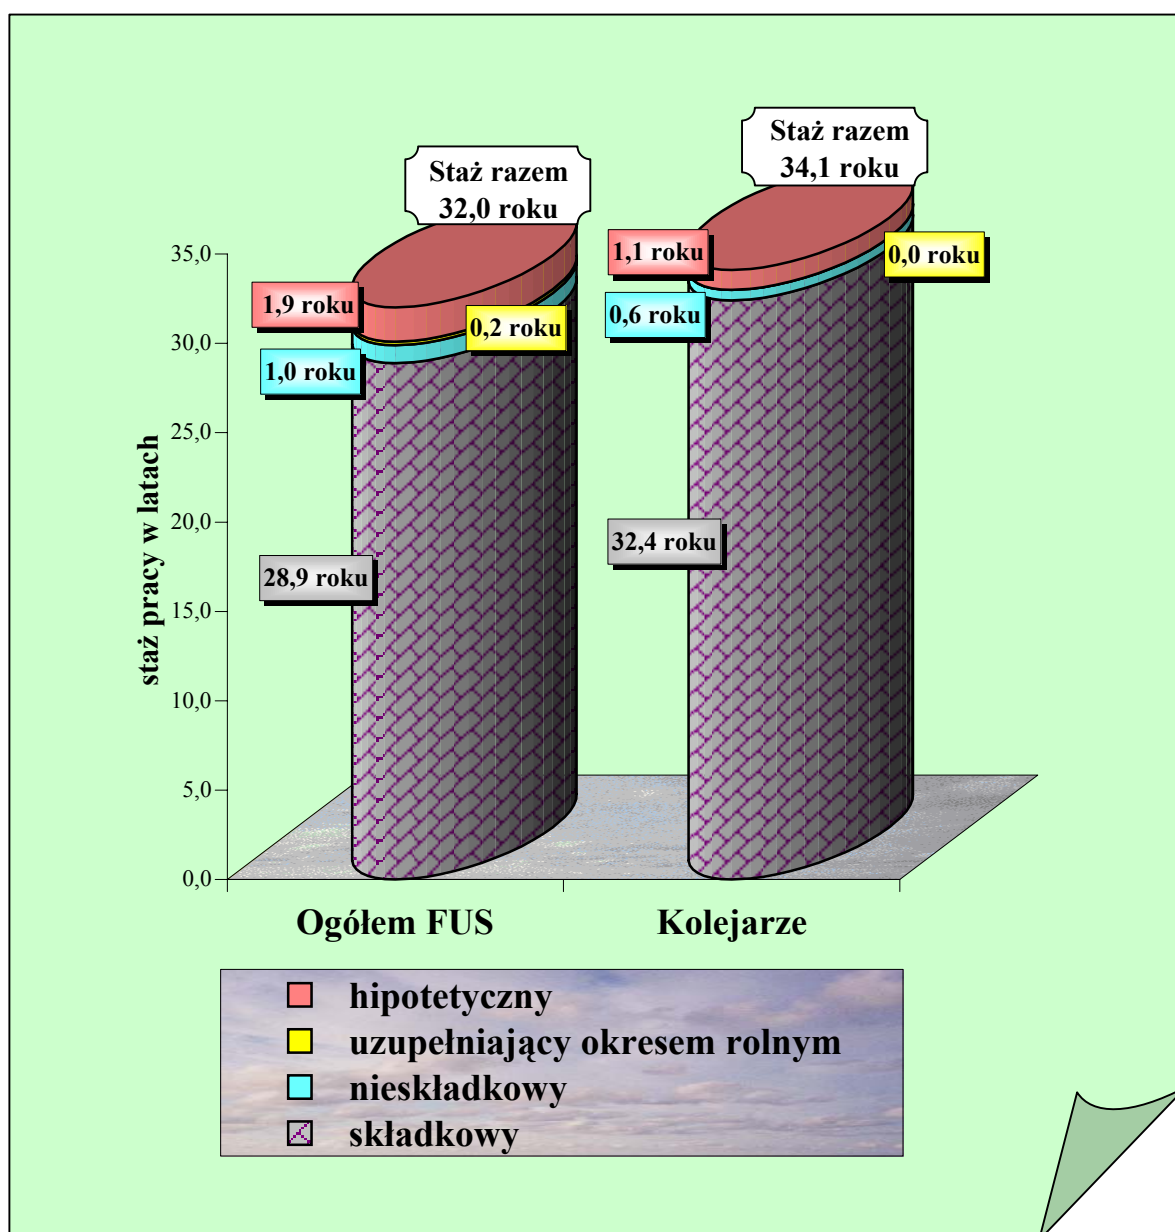 Staż razem
34,1 roku
Staż razem
32,0 roku
35,0
1,1 roku
0,0 roku
1,9 roku
0,6 roku
0,2 roku
30,0
1,0 roku
25,0
staż pracy w latach
20,0
32,4 roku
28,9 roku
15,0
10,0
5,0
0,0
Ogółem FUS
Kolejarze
hipotetyczny
uzupełniający okresem rolnym
nieskładkowy
składkowy